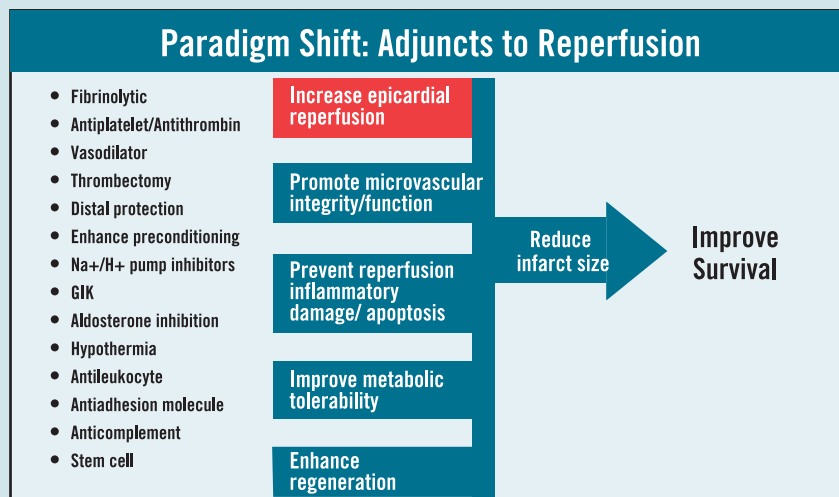 Paradigm Shift: Adjuncts to Reperfusion
• Fibrinolytic
• Antiplatelet/Antithrombin
• Vasodilator
• Thrombectomy
• Distal protection
• Enhance preconditioning
• Na+/H+ pump inhibitors
• GIK
• Aldosterone inhibition
• Hypothermia
• Antileukocyte
• Antiadhesion molecule
• Anticomplement
• Stem cell
Increase epicardial
reperfusion
Promote microvascular
integrity/function
Prevent reperfusion
inflammatory
damage/ apoptosis
Improve metabolic
tolerability
Enhance
regeneration
Reduce
infarct size
Improve
Survival